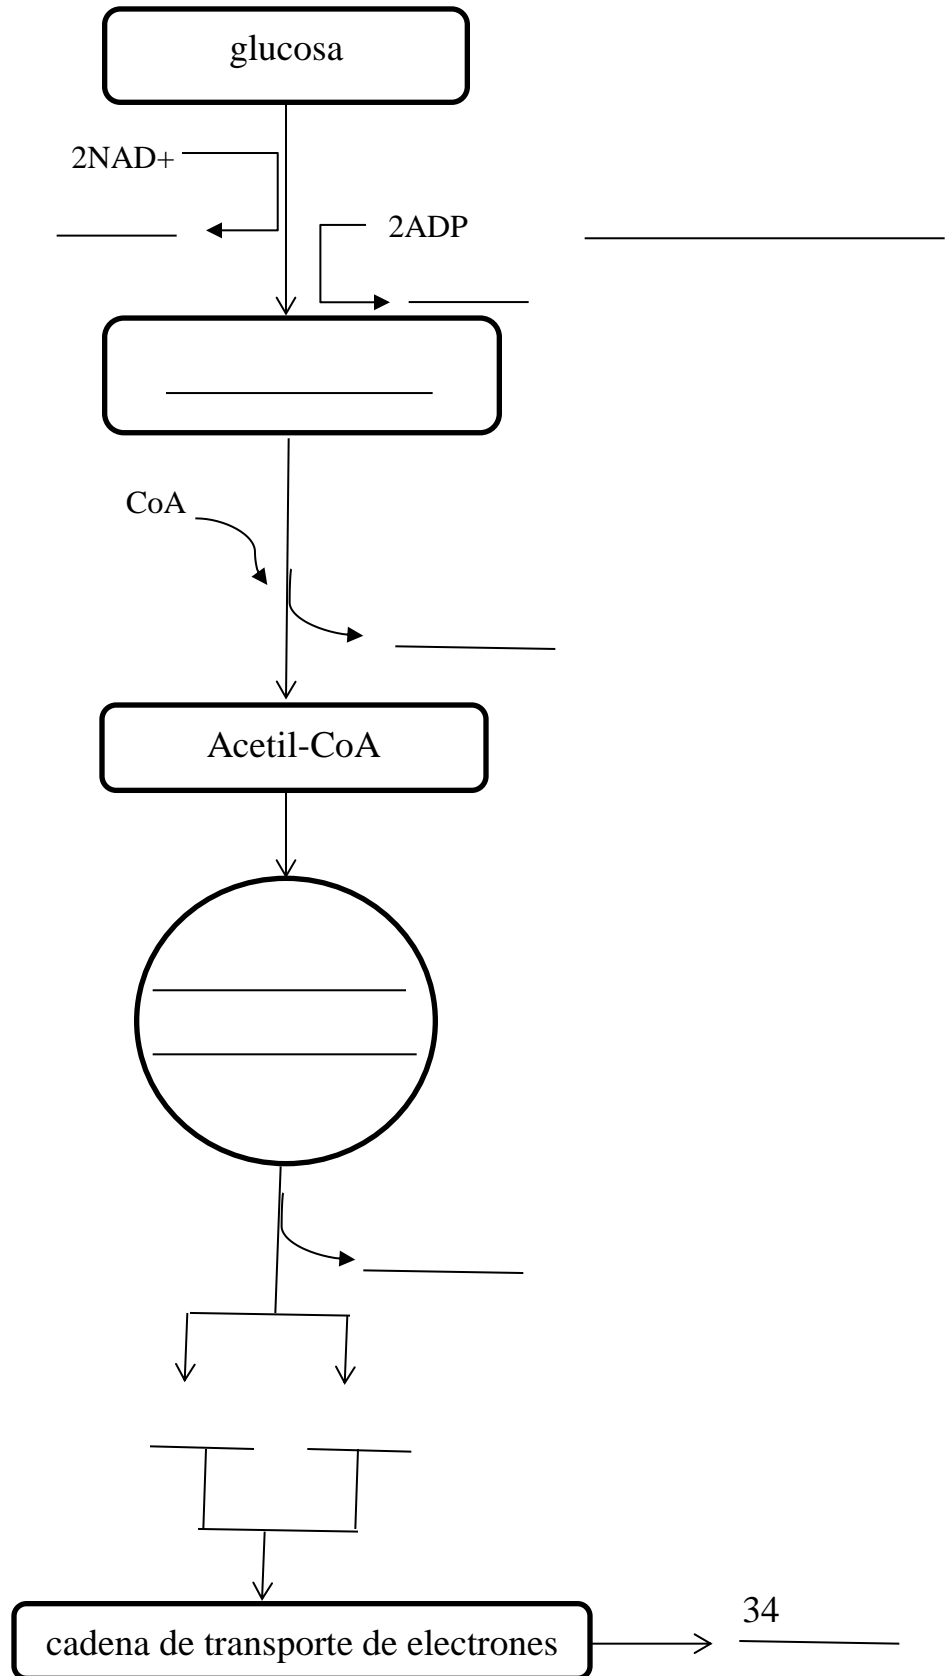 glucosa
2NAD+
2ADP
CoA
Acetil-CoA
34
cadena de transporte de electrones